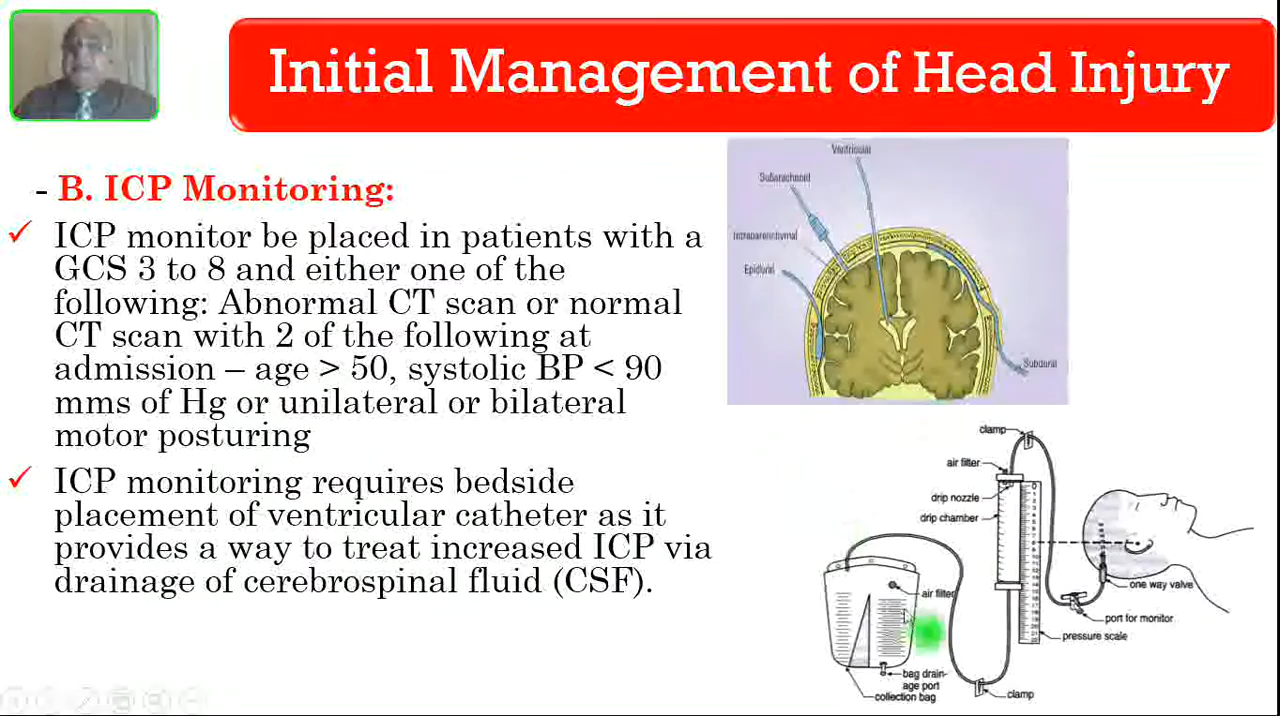 Initial Management of Head Injury
- B. ICP Monitoring:
ICP monitor be placed in patients with a
GCS 3 to 8 and either one of the
following: Abnormal CT scan or normal
CT scan with 2 of the following at
admission – age > 50, systolic BP < 90
mms of Hg or unilateral or bilateral
motor posturing
ICP monitoring requires bedside
placement of ventricular catheter as it
provides a way to treat increased ICP via
drainage of cerebrospinal fluid (CSF).
Ventricular
Subarachnoid
Intraparenchymal
Epidural
Subdural
clamp
air filter
drip nozzle
drip chamber
one way valve
air filter
port for monitor
pressure scale
bag drain-
age port
collection bag
clamp